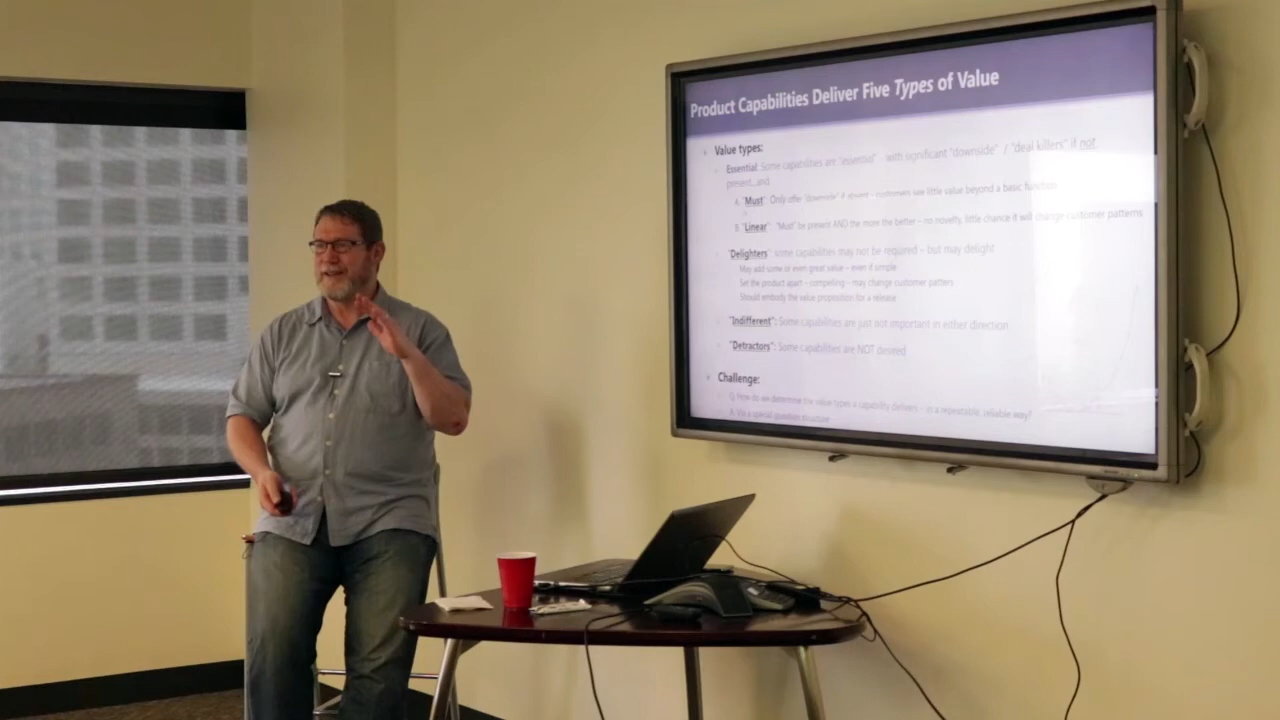 Product Capabilities Deliver Five Types of Value
Value types:
Essential: Some capabilities are "essential" - with significant "downside" / "deal killers" if not
present...and
A. "Must" Only offer "downside" if absent - customers see little value beyond a basic function
B. "Linear" "Must" be present AND the more the better – no novelty, little chance it will change customer patterns
"Delighters" some capabilities may not be required – but may delight
May add some or even great value – even if simple
Set the product apart – compelling – may change customer patters
Should embody the value proposition for a release
"Indifferent": Some capabilities are just not important in either direction
"Detractors": Some capabilities are NOT desired
Challenge:
Q. How do we determine the value types a capability delivers – in a repeatable, reliable way?
A. Via a special question structure